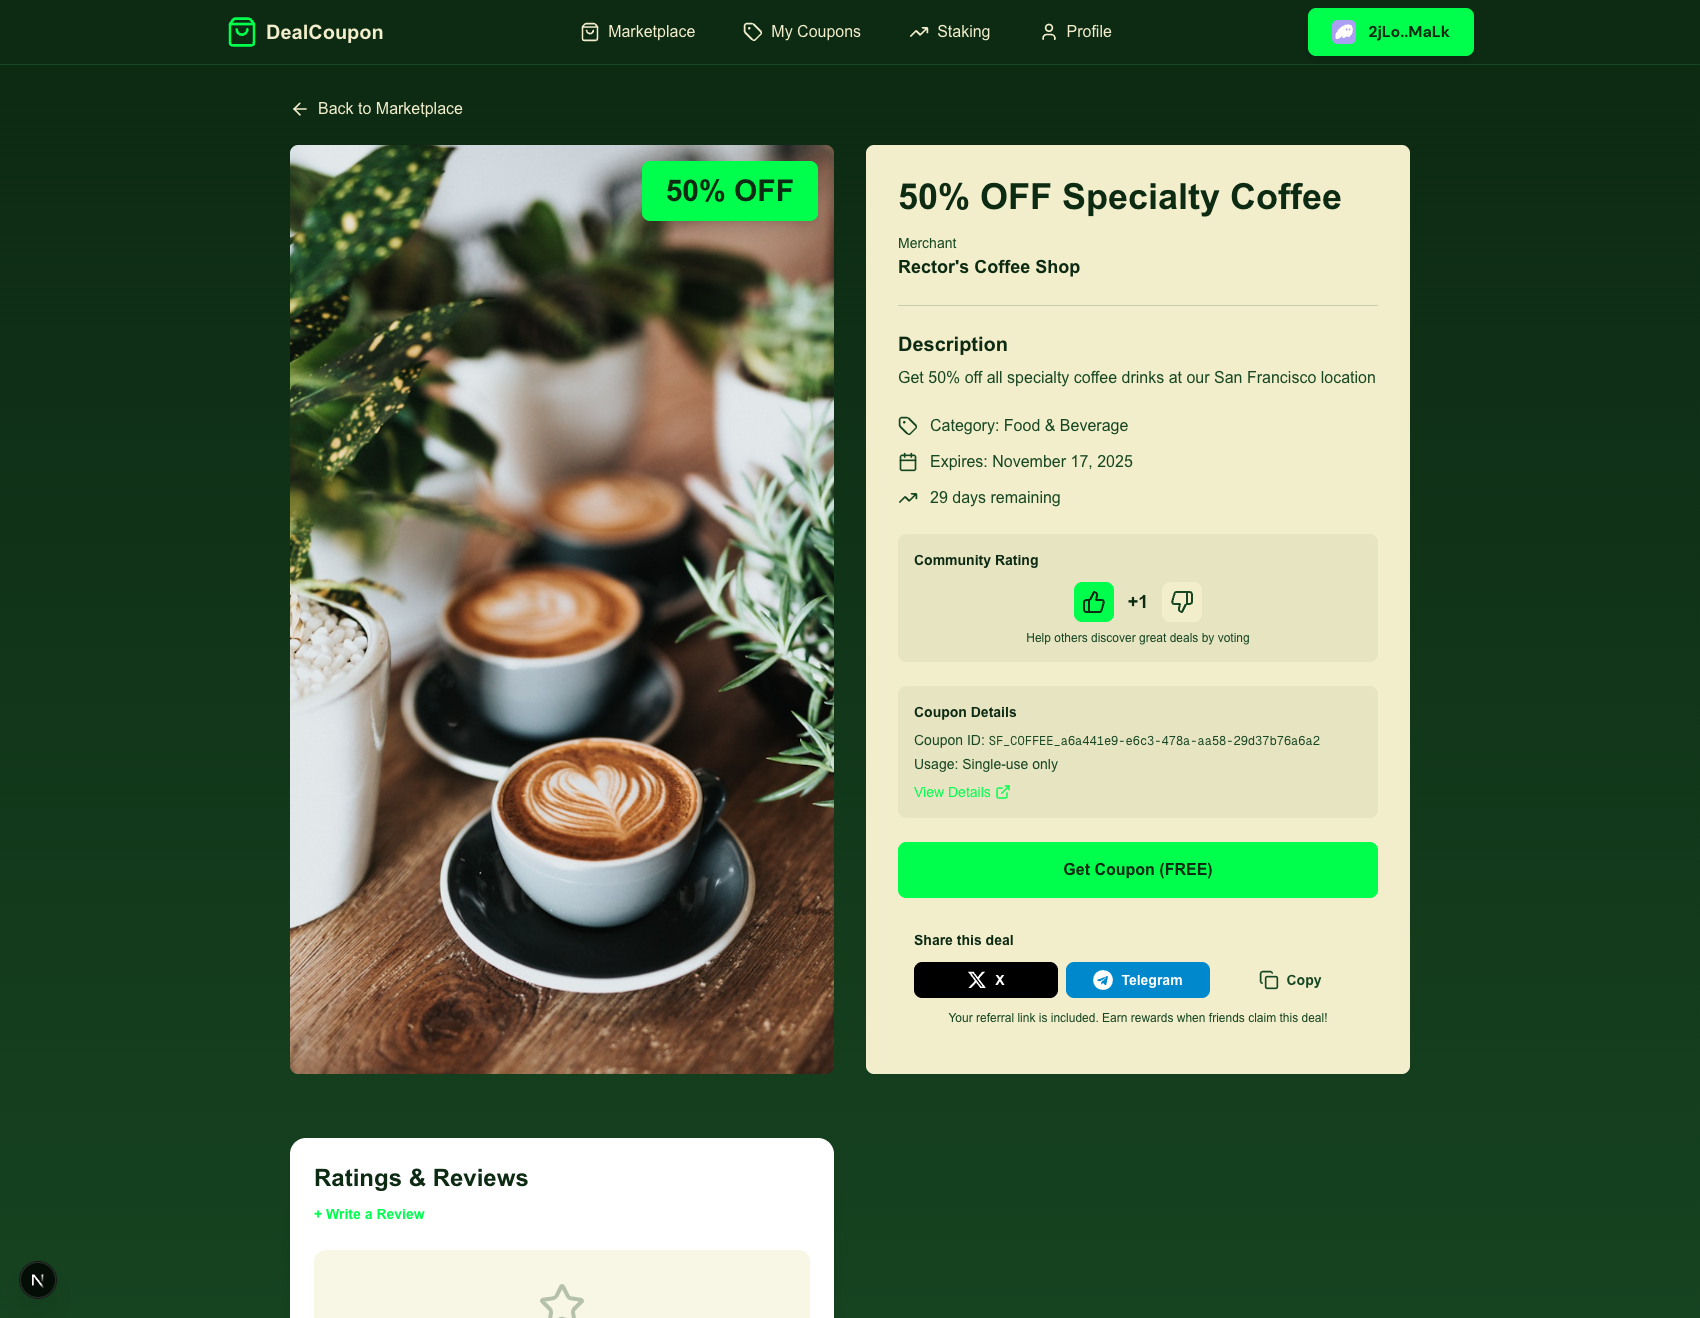 DealCoupon
Marketplace
My Coupons
Staking
Profile
2jLo..MaLk
Back to Marketplace
50% OFF
50% OFF Specialty Coffee
Merchant
Rector's Coffee Shop
Description
Get 50% off all specialty coffee drinks at our San Francisco location
Category: Food & Beverage
Expires: November 17, 2025
29 days remaining
Community Rating
+1
Help others discover great deals by voting
Coupon Details
Coupon ID: SF_COFFEE_a6a441e9-e6c3-478a-aa58-29d37b76a6a2
Usage: Single-use only
View Details
Get Coupon (FREE)
Share this deal
X
Telegram
Copy
Your referral link is included. Earn rewards when friends claim this deal!
Ratings & Reviews
+ Write a Review
N